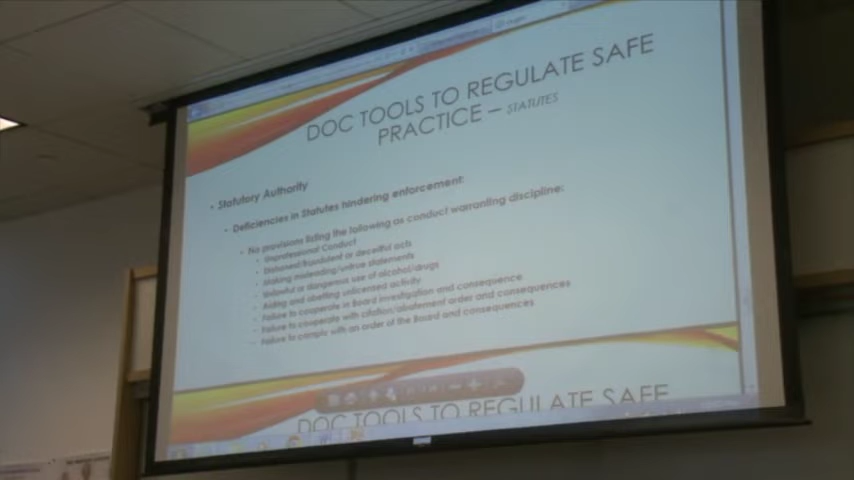 DOC TOOLS TO REGULATE SAFE
PRACTICE – STATUTES
• Statutory Authority
• Deficiencies in Statutes hindering enforcement:
• No provisions listing the following as conduct warranting discipline:
• Unprofessional Conduct
• Dishonest/fraudulent or deceitful acts
• Making misleading/untrue statements
• Unlawful or dangerous use of alcohol/drugs
• Aiding and abetting unlicensed activity
• Failure to cooperate in Board investigation and consequence
• Failure to cooperate with citation/abatement order and consequences
• Failure to comply with an order of the Board and consequences
DOC TOOLS TO REGULATE SAFE